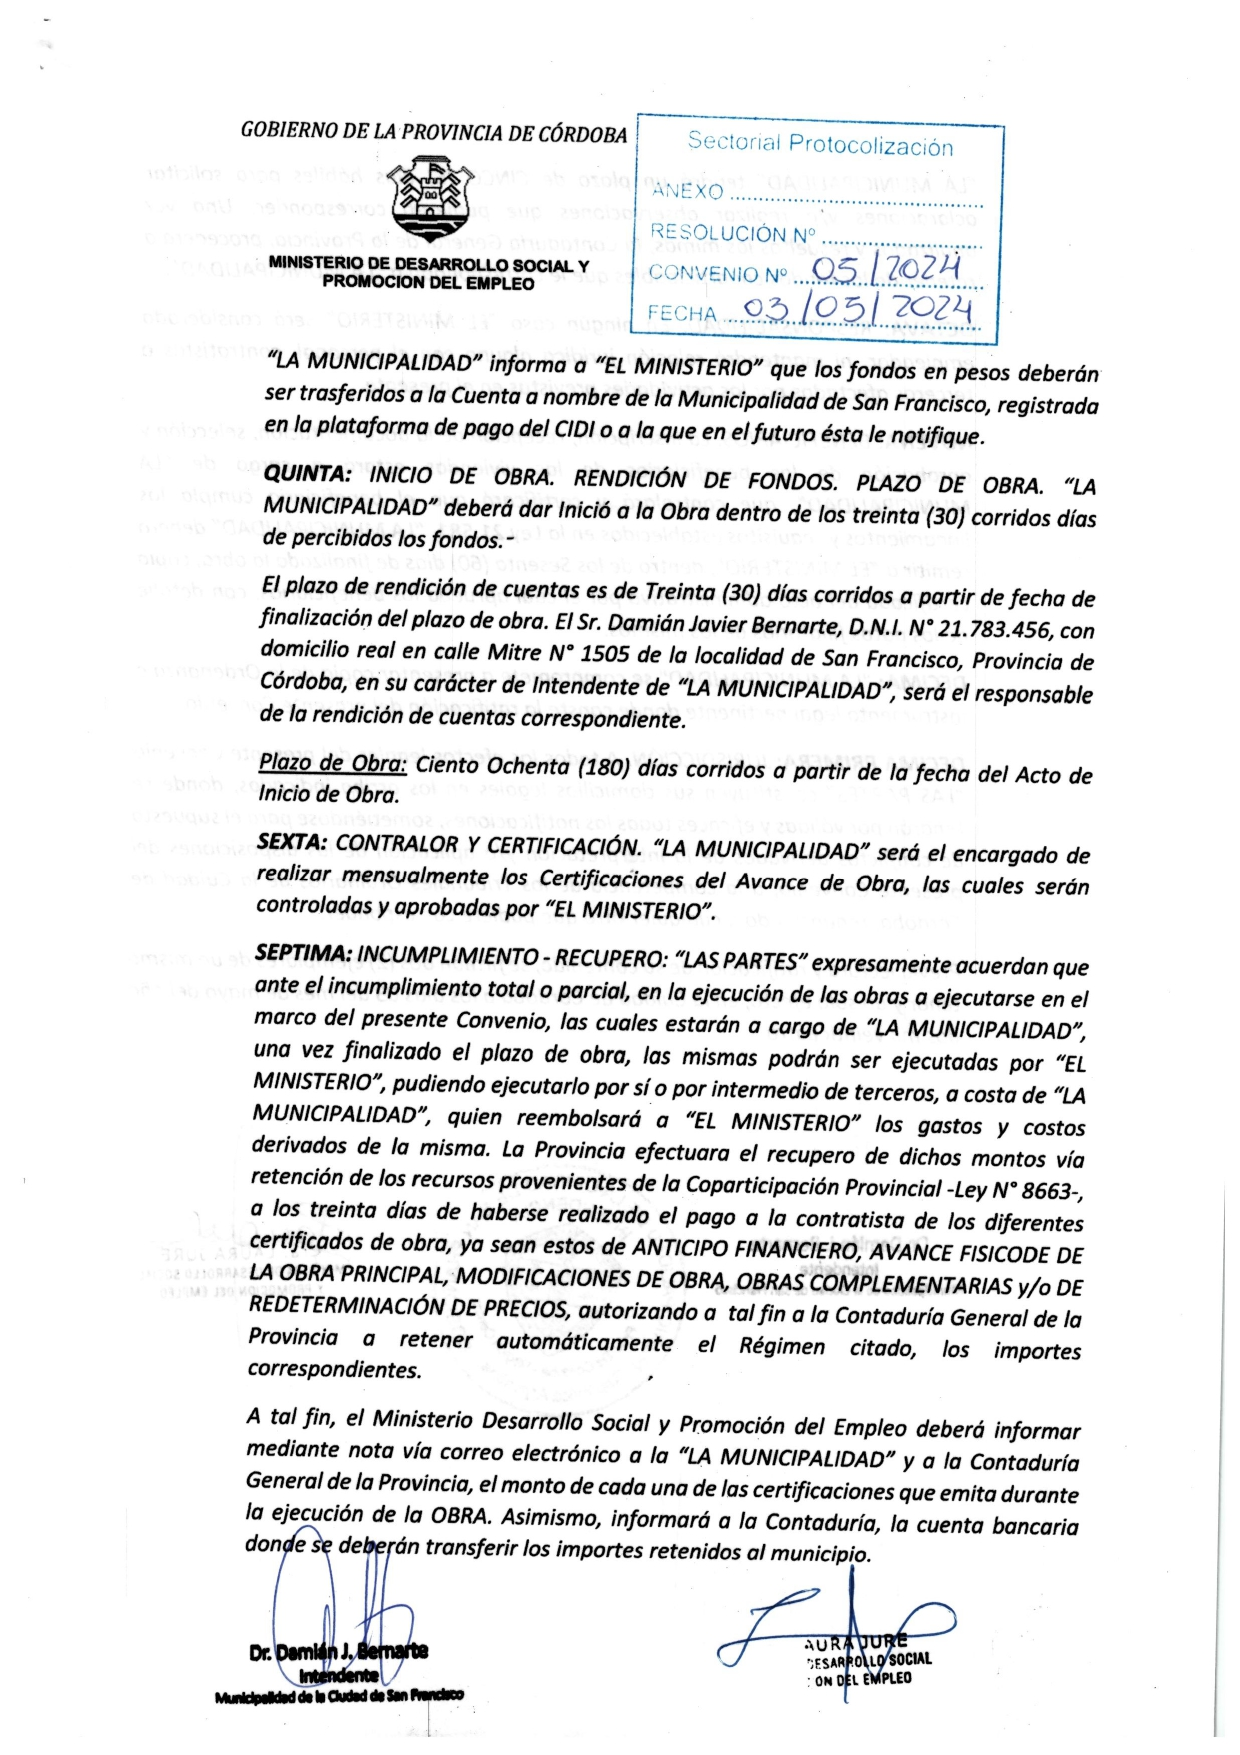 GOBIERNO DE LA PROVINCIA DE CÓRDOBA
MINISTERIO DE DESARROLLO SOCIAL Y
PROMOCION DEL EMPLEO
Sectorial Protocolización
ANEXO ..............................
RESOLUCIÓN Nº ....................
CONVENIO Nº 05/2024
FECHA 03/05/2024
“LA MUNICIPALIDAD” informa a “EL MINISTERIO” que los fondos en pesos deberán
ser trasferidos a la Cuenta a nombre de la Municipalidad de San Francisco, registrada
en la plataforma de pago del CIDI o a la que en el futuro ésta le notifique.
QUINTA: INICIO DE OBRA. RENDICIÓN DE FONDOS. PLAZO DE OBRA. “LA
MUNICIPALIDAD” deberá dar Inició a la Obra dentro de los treinta (30) corridos días
de percibidos los fondos.-
El plazo de rendición de cuentas es de Treinta (30) días corridos a partir de fecha de
finalización del plazo de obra. El Sr. Damián Javier Bernarte, D.N.I. N° 21.783.456, con
domicilio real en calle Mitre N° 1505 de la localidad de San Francisco, Provincia de
Córdoba, en su carácter de Intendente de “LA MUNICIPALIDAD”, será el responsable
de la rendición de cuentas correspondiente.
Plazo de Obra: Ciento Ochenta (180) días corridos a partir de la fecha del Acto de
Inicio de Obra.
SEXTA: CONTRALOR Y CERTIFICACIÓN. “LA MUNICIPALIDAD” será el encargado de
realizar mensualmente los Certificaciones del Avance de Obra, las cuales serán
controladas y aprobadas por “EL MINISTERIO”.
SEPTIMA: INCUMPLIMIENTO - RECUPERO: “LAS PARTES” expresamente acuerdan que
ante el incumplimiento total o parcial, en la ejecución de las obras a ejecutarse en el
marco del presente Convenio, las cuales estarán a cargo de “LA MUNICIPALIDAD”,
una vez finalizado el plazo de obra, las mismas podrán ser ejecutadas por “EL
MINISTERIO”, pudiendo ejecutarlo por sí o por intermedio de terceros, a costa de “LA
MUNICIPALIDAD”, quien reembolsará a “EL MINISTERIO” los gastos y costos
derivados de la misma. La Provincia efectuara el recupero de dichos montos vía
retención de los recursos provenientes de la Coparticipación Provincial -Ley N° 8663-,
a los treinta días de haberse realizado el pago a la contratista de los diferentes
certificados de obra, ya sean estos de ANTICIPO FINANCIERO, AVANCE FISICODE DE
LA OBRA PRINCIPAL, MODIFICACIONES DE OBRA, OBRAS COMPLEMENTARIAS y/o DE
REDETERMINACIÓN DE PRECIOS, autorizando a tal fin a la Contaduría General de la
Provincia a retener automáticamente el Régimen citado, los importes
correspondientes.
A tal fin, el Ministerio Desarrollo Social y Promoción del Empleo deberá informar
mediante nota vía correo electrónico a la “LA MUNICIPALIDAD” y a la Contaduría
General de la Provincia, el monto de cada una de las certificaciones que emita durante
la ejecución de la OBRA. Asimismo, informará a la Contaduría, la cuenta bancaria
donde se deberán transferir los importes retenidos al municipio.
Dr. Damián J. Bernarte
Intendente
Municipalidad de la Ciudad de San Francisco
AURA JURE
DESARROLLO SOCIAL
ON DEL EMPLEO